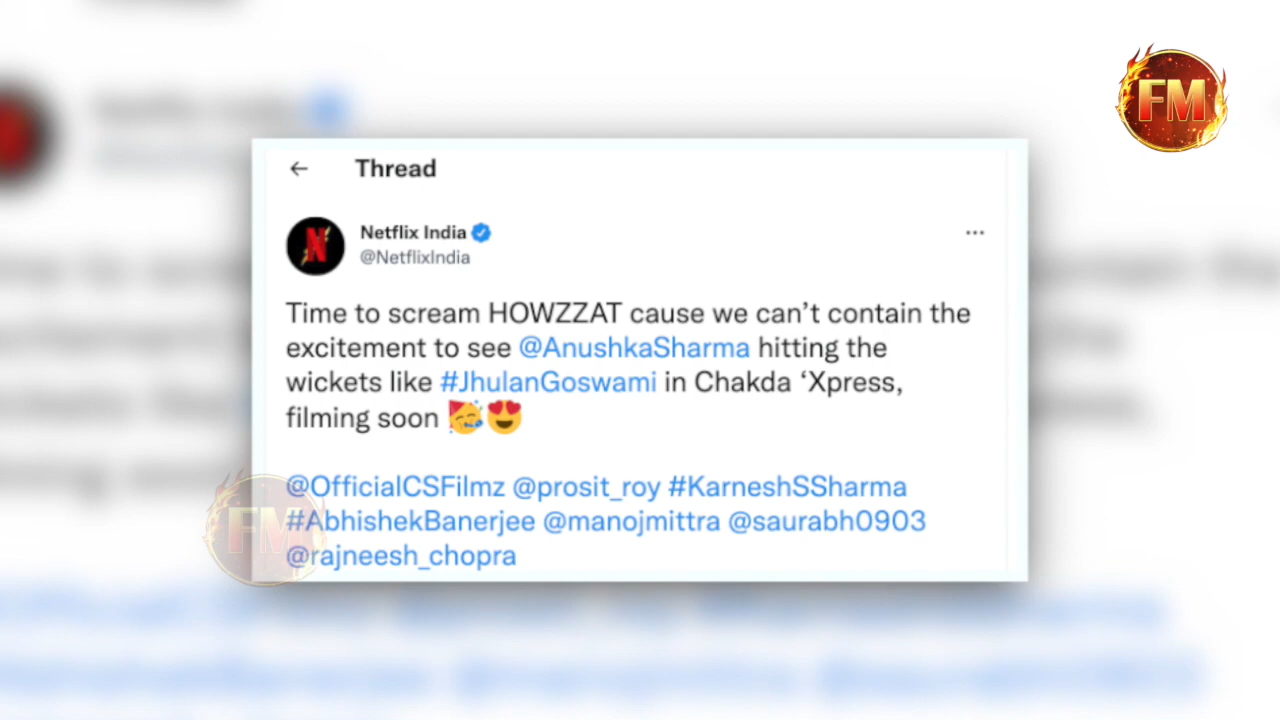 FM
← Thread
Netflix India
@NetflixIndia
Time to scream HOWZZAT cause we can’t contain the
excitement to see @AnushkaSharma hitting the
wickets like #JhulanGoswami in Chakda ‘Xpress,
filming soon 🥳😍
@OfficialCSFilmz @prosit_roy #KarneshSSharma
#AbhishekBanerjee @manojmittra @saurabh0903
@rajneesh_chopra
FM